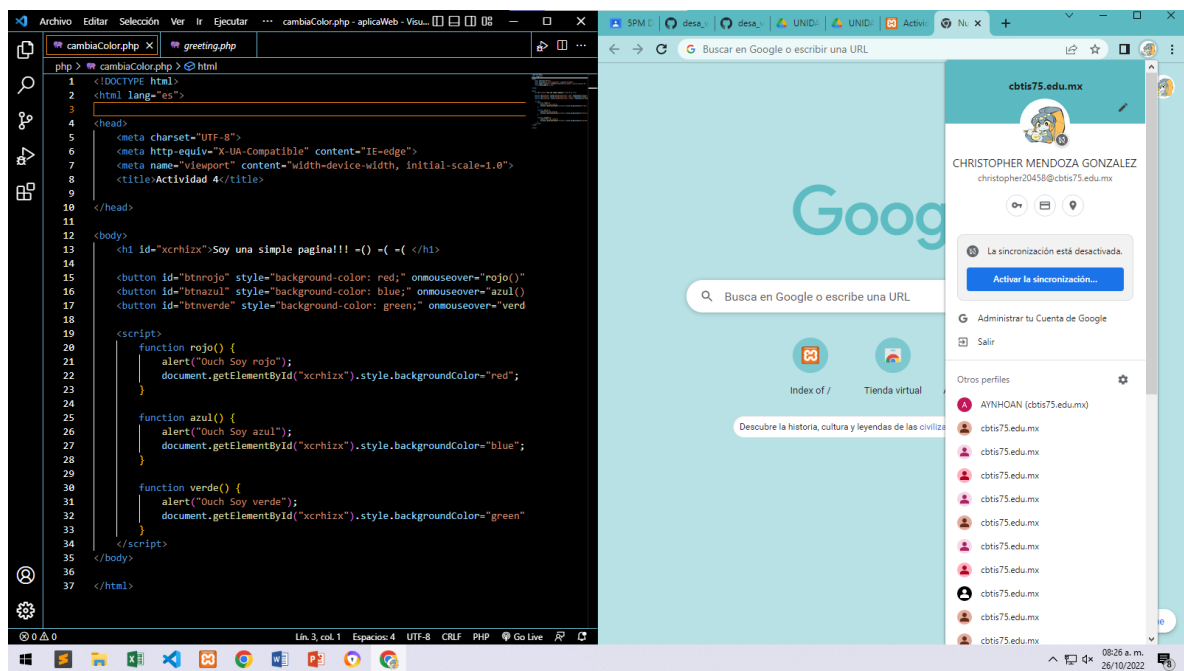 Archivo Editar Selección Ver Ir Ejecutar ··· cambiaColor.php - aplicaWeb - Visu...
cambiaColor.php
greeting.php
php > cambiaColor.php > html
1 <!DOCTYPE html>
2 <html lang="es">
3
4 <head>
5 <meta charset="UTF-8">
6 <meta http-equiv="X-UA-Compatible" content="IE=edge">
7 <meta name="viewport" content="width=device-width, initial-scale=1.0">
8 <title>Actividad 4</title>
9
10 </head>
11
12 <body>
13 <h1 id="xcrhizx">Soy una simple pagina!!! =() =( =( </h1>
14
15 <button id="btnrojo" style="background-color: red;" onmouseover="rojo()"
16 <button id="btnazul" style="background-color: blue;" onmouseover="azul()
17 <button id="btnverde" style="background-color: green;" onmouseover="verd
18
19 <script>
20 function rojo() {
21 alert("Ouch Soy rojo");
22 document.getElementById("xcrhizx").style.backgroundColor="red";
23 }
24
25 function azul() {
26 alert("Ouch Soy azul");
27 document.getElementById("xcrhizx").style.backgroundColor="blue";
28 }
29
30 function verde() {
31 alert("Ouch Soy verde");
32 document.getElementById("xcrhizx").style.backgroundColor="green"
33 }
34 </script>
35 </body>
36
37 </html>
0 0
Lín. 3, col. 1 Espacios: 4 UTF-8 CRLF PHP Go Live
SPM D
desa_v
desa_v
UNIDA
UNIDA
Activid
Nu
Buscar en Google o escribir una URL
Goog
Busca en Google o escribe una URL
Index of /
Tienda virtual
Descubre la historia, cultura y leyendas de las civiliza
cbtis75.edu.mx
CHRISTOPHER MENDOZA GONZALEZ
christopher20458@cbtis75.edu.mx
La sincronización está desactivada.
Activar la sincronización...
Administrar tu Cuenta de Google
Salir
Otros perfiles
A AYNHOAN (cbtis75.edu.mx)
cbtis75.edu.mx
cbtis75.edu.mx
cbtis75.edu.mx
cbtis75.edu.mx
cbtis75.edu.mx
cbtis75.edu.mx
cbtis75.edu.mx
cbtis75.edu.mx
cbtis75.edu.mx
cbtis75.edu.mx
08:26 a. m.
26/10/2022